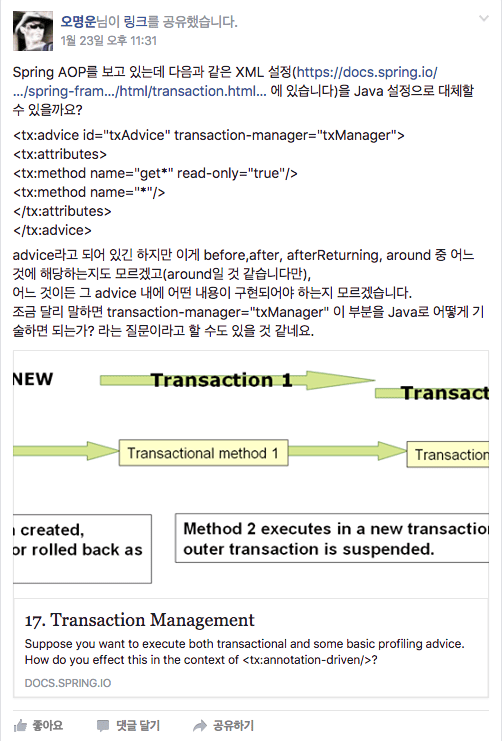 오명운님이 링크를 공유했습니다.
1월 23일 오후 11:31
Spring AOP를 보고 있는데 다음과 같은 XML 설정(https://docs.spring.io/
.../spring-fram.../html/transaction.html... 에 있습니다)을 Java 설정으로 대체할
수 있을까요?
<tx:advice id="txAdvice" transaction-manager="txManager">
<tx:attributes>
<tx:method name="get*" read-only="true"/>
<tx:method name="*"/>
</tx:attributes>
</tx:advice>
advice라고 되어 있긴 하지만 이게 before,after, afterReturning, around 중 어느
것에 해당하는지도 모르겠고(around일 것 같습니다만),
어느 것이든 그 advice 내에 어떤 내용이 구현되어야 하는지 모르겠습니다.
조금 달리 말하면 transaction-manager="txManager" 이 부분을 Java로 어떻게 기
술하면 되는가? 라는 질문이라고 할 수도 있을 것 같네요.
NEW
Transaction 1
Transact
Transactional method 1
Transaction
n created,
or rolled back as
Method 2 executes in a new transactio
outer transaction is suspended.
17. Transaction Management
Suppose you want to execute both transactional and some basic profiling advice.
How do you effect this in the context of <tx:annotation-driven/>?
DOCS.SPRING.IO
좋아요 댓글 달기 공유하기